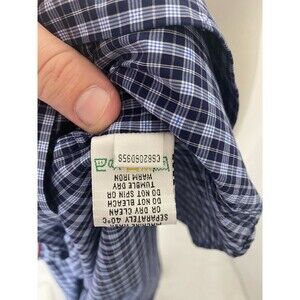 SEPARATELY 40°C
OR DRY CLEAN
DO NOT BLEACH
DO NOT SPIN OR
TUMBLE DRY
WARM IRON